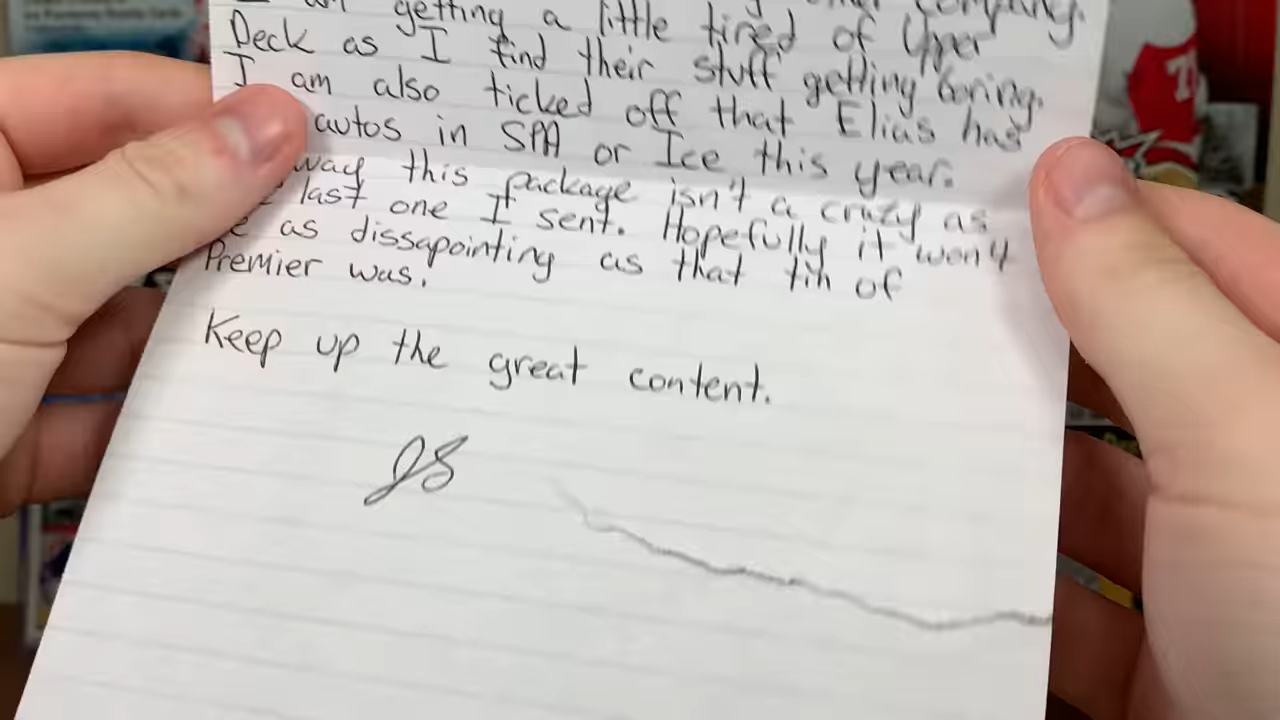 getting a little tired of Upper
Deck as I find their stuff getting boring.
I am also ticked off that Elias has
autos in SPA or Ice this year.
way this package isn't a crazy as
last one I sent. Hopefully it won't
as dissapointing as that tin of
Premier was.
Keep up the great content.
JS